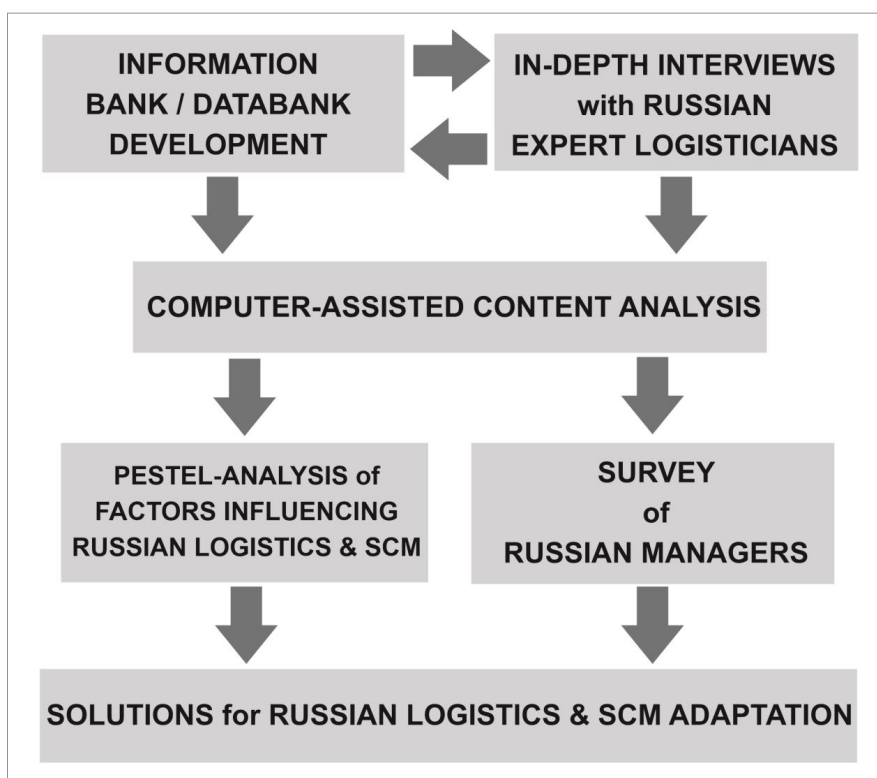 INFORMATION
BANK / DATABANK
DEVELOPMENT
IN-DEPTH INTERVIEWS
with RUSSIAN
EXPERT LOGISTICIANS
COMPUTER-ASSISTED CONTENT ANALYSIS
PESTEL-ANALYSIS of
FACTORS INFLUENCING
RUSSIAN LOGISTICS & SCM
SURVEY
of
RUSSIAN MANAGERS
SOLUTIONS for RUSSIAN LOGISTICS & SCM ADAPTATION